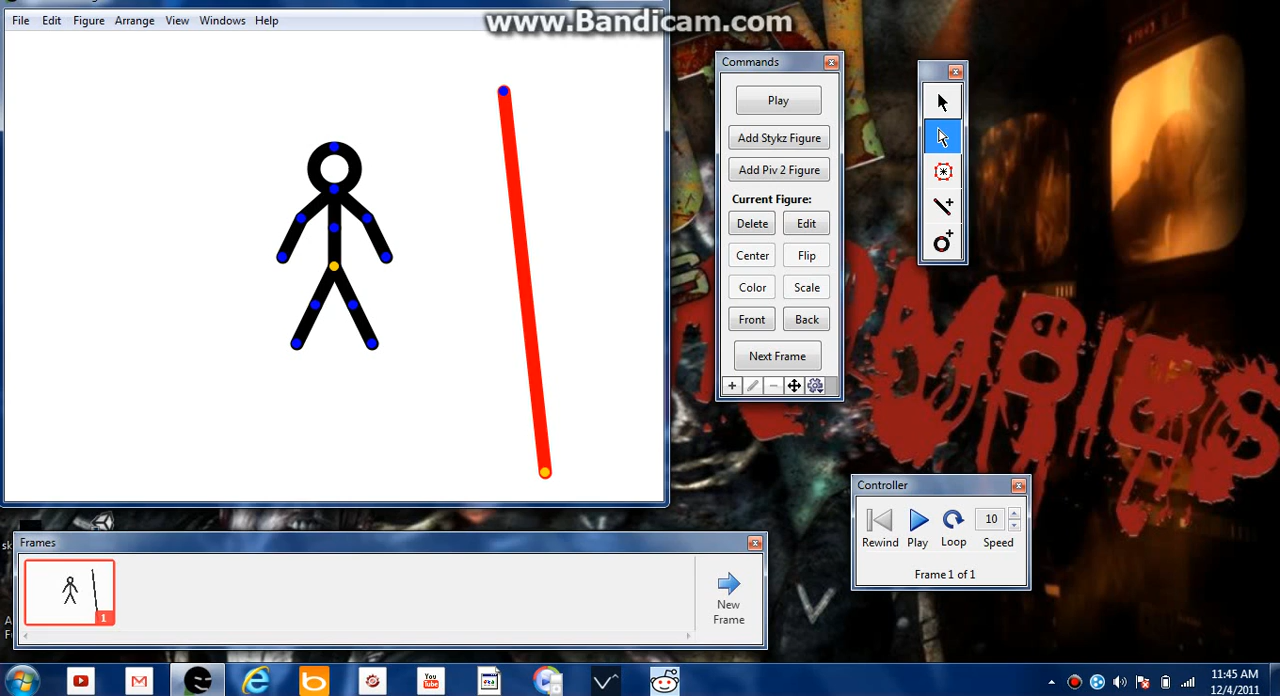 www.Bandicam.com
File Edit Figure Arrange View Windows Help
Commands
Play
Add Stykz Figure
Add Piv 2 Figure
Current Figure:
Delete Edit
Center Flip
Color Scale
Front Back
Next Frame
Controller
10
Rewind Play Loop Speed
Frame 1 of 1
Frames
1
New
Frame
You
Tube
11:45 AM
12/4/2011